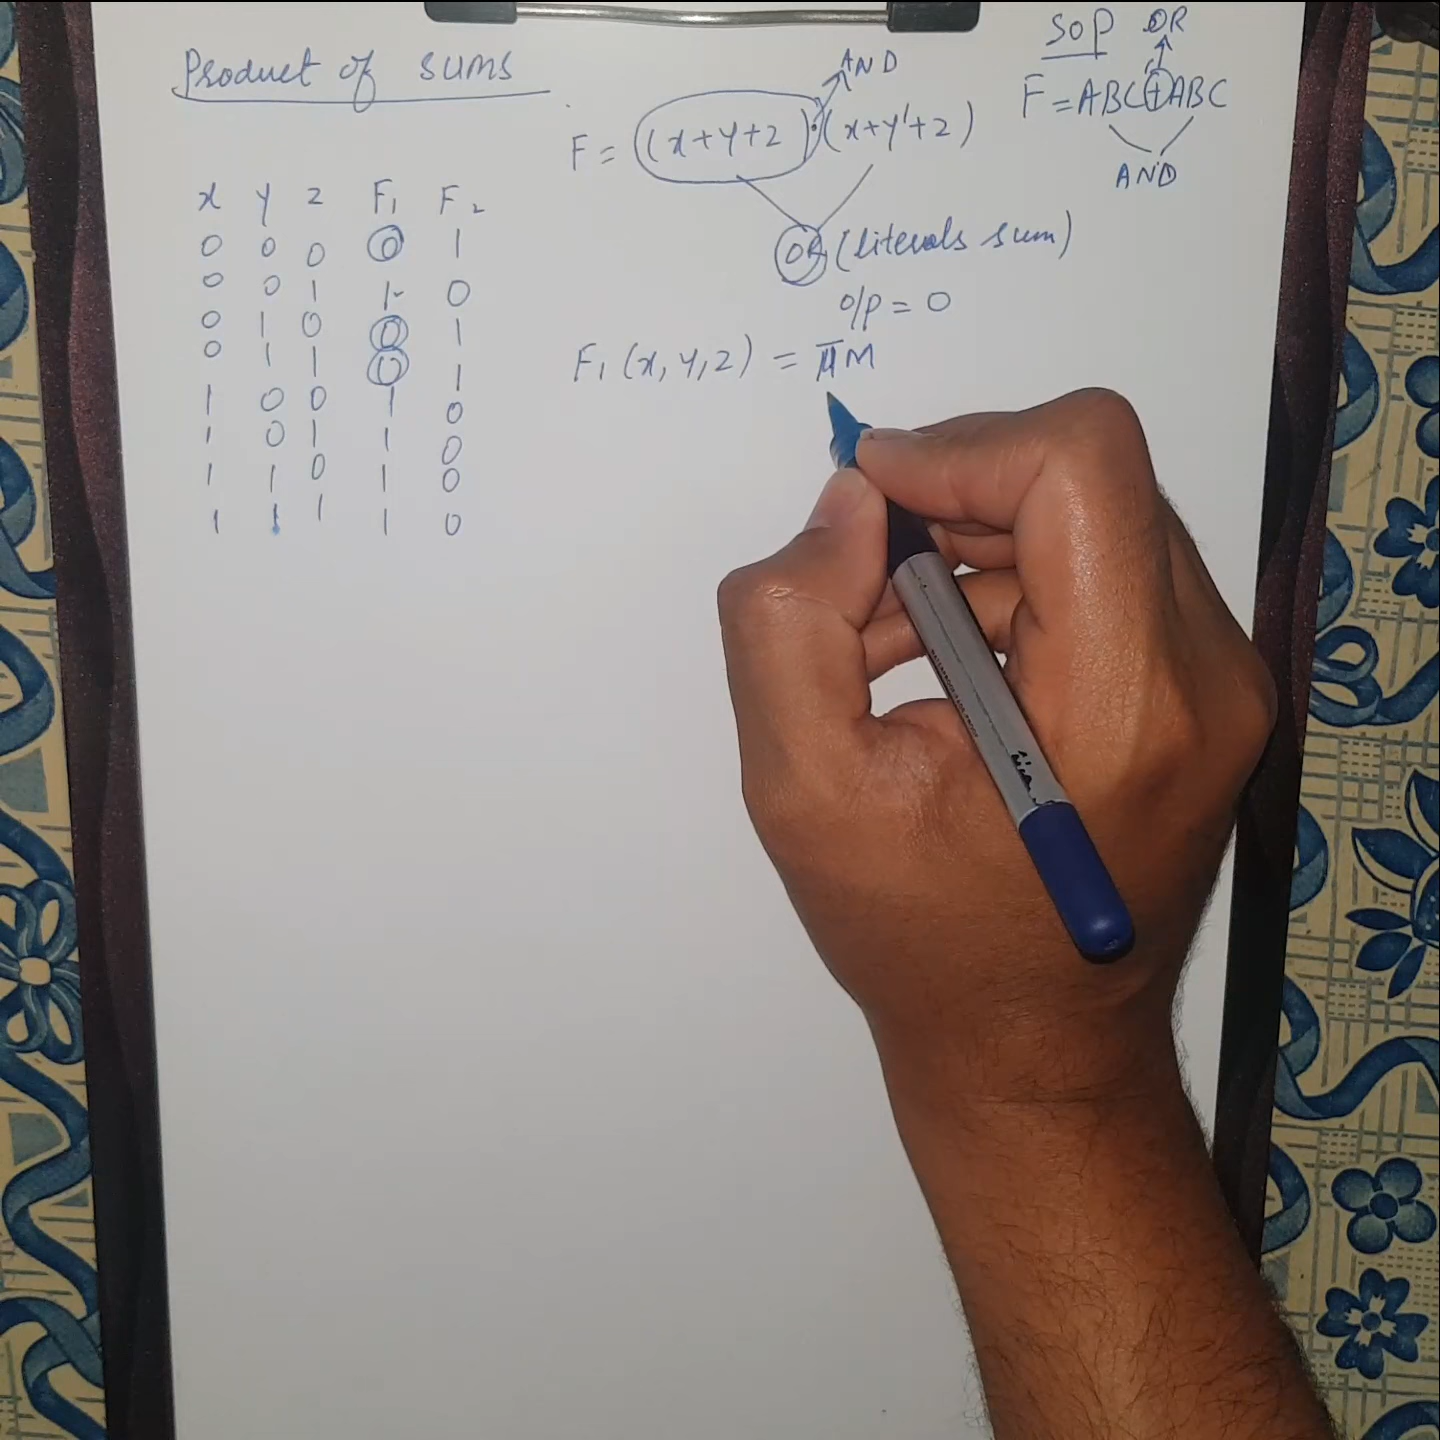 Product of sums
SOP OR
AND
F = (x+y+z)·(x+y'+z)
F = ABC+ABC
AND
x y z F1 F2
OR (literals sum)
0 0 0 0 1
0 0 1 1 0
o/p = 0
0 1 0 0 1
0 1 1 0 1
F1 (x, y, z) = πM
1 0 0 1 0
1 0 1 1 0
1 1 0 1 0
1 1 1 1 0